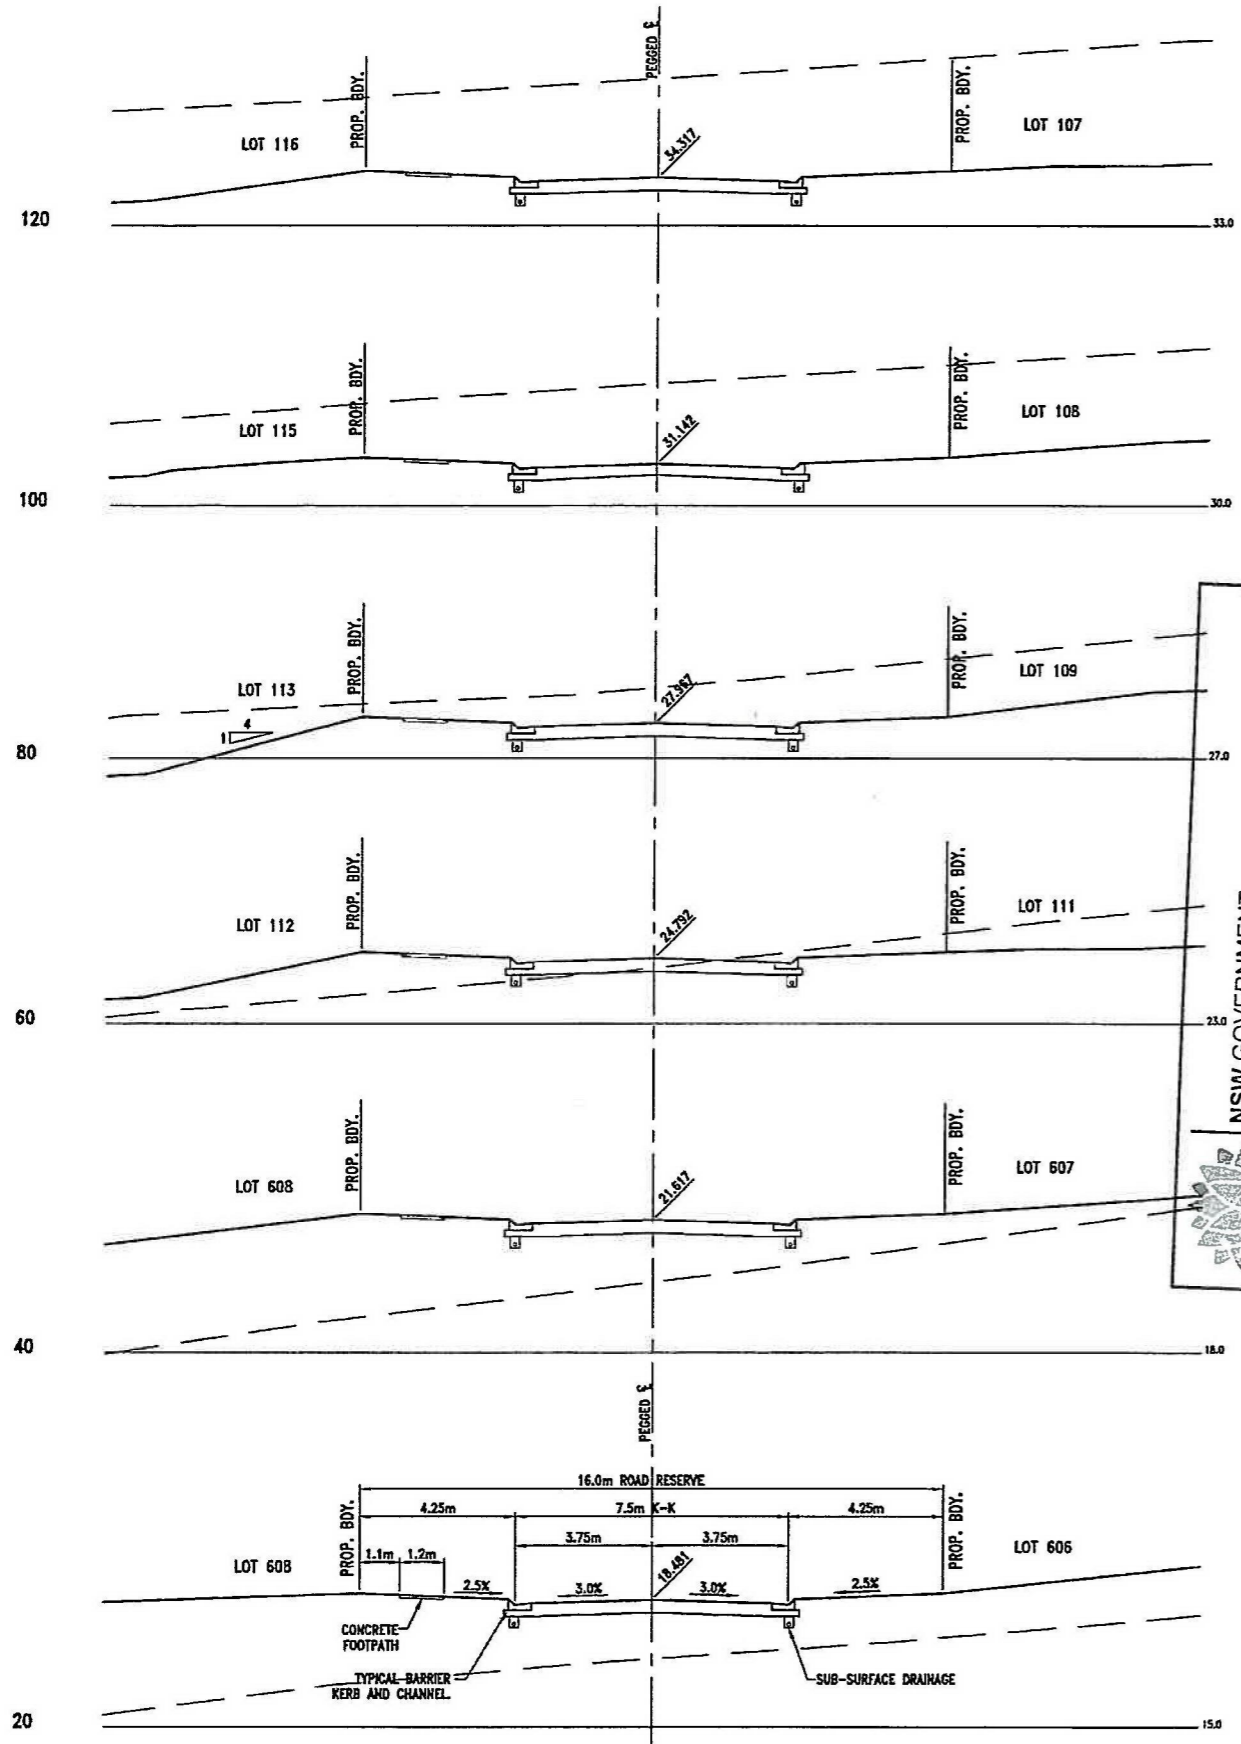 PEGGED ℄
PROP. BDY.
PROP. BDY.
LOT 116
34.317
LOT 107
120
33.0
PROP. BDY.
PROP. BDY.
LOT 115
31.142
LOT 108
100
30.0
PROP. BDY.
PROP. BDY.
LOT 113
27.967
LOT 109
4
1
80
27.0
PROP. BDY.
PROP. BDY.
LOT 112
24.792
LOT 111
60
23.0
NSW GOVERNMENT
PROP. BDY.
PROP. BDY.
LOT 608
21.617
LOT 607
40
18.0
PEGGED ℄
16.0m ROAD RESERVE
4.25m
7.5m K-K
4.25m
PROP. BDY.
PROP. BDY.
3.75m
3.75m
LOT 608
1.1m
1.2m
18.481
LOT 606
2.5%
3.0%
3.0%
2.5%
CONCRETE
FOOTPATH
TYPICAL BARRIER
KERB AND CHANNEL.
SUB-SURFACE DRAINAGE
20
15.0